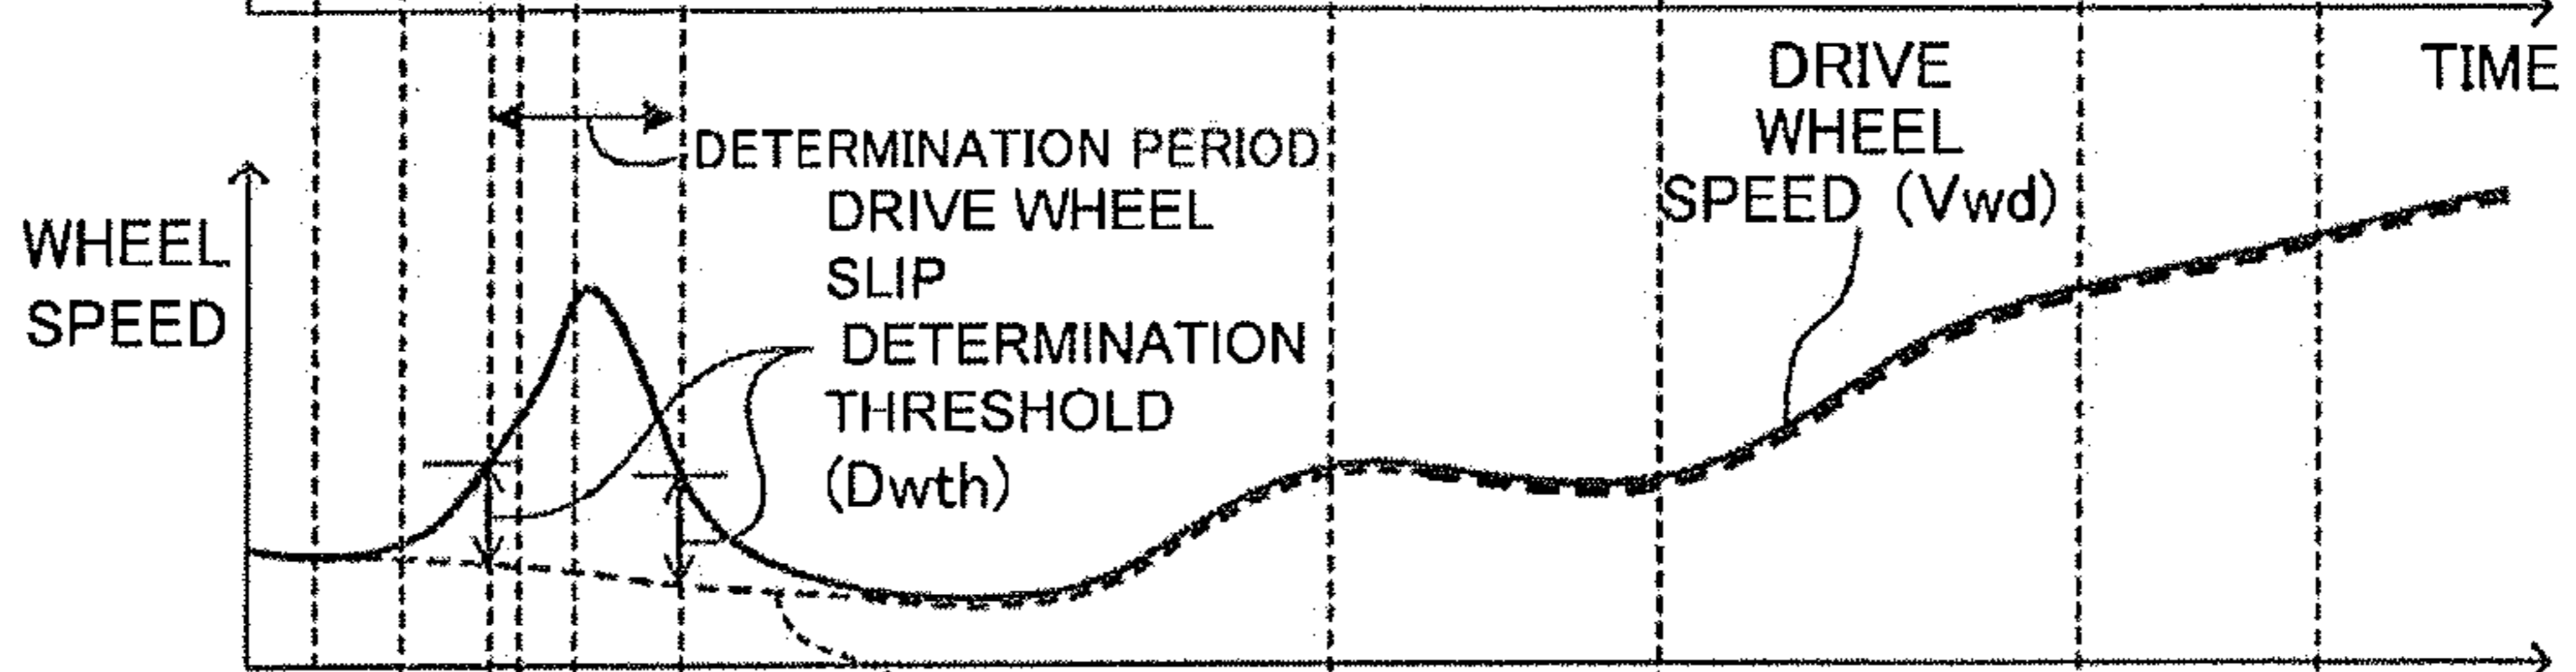 TIME
DRIVE
WHEEL
SPEED (Vwd)
DETERMINATION PERIOD
DRIVE WHEEL
SLIP
DETERMINATION
THRESHOLD
(Dwth)
WHEEL
SPEED